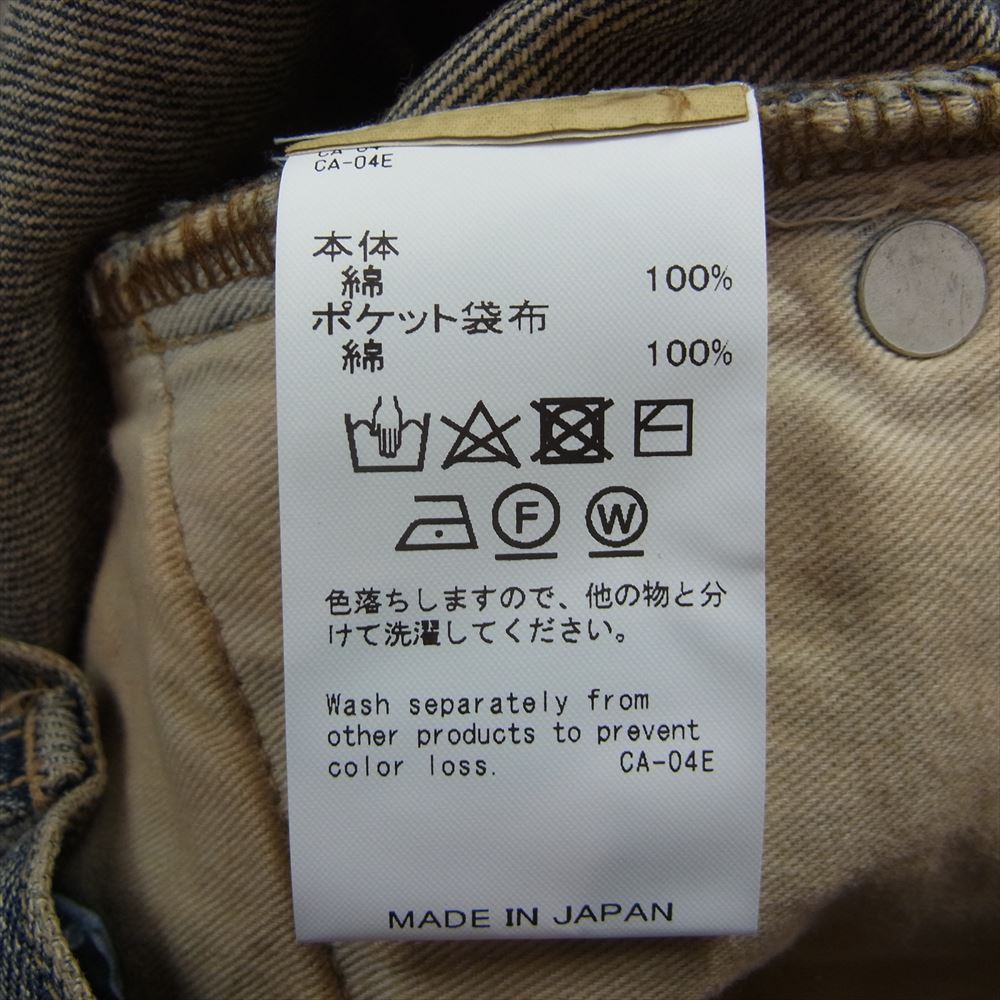 CA-04
CA-04E
本体
綿 100%
ポケット袋布
綿 100%
F W
色落ちしますので、他の物と分
けて洗濯してください。
Wash separately from
other products to prevent
color loss. CA-04E
MADE IN JAPAN